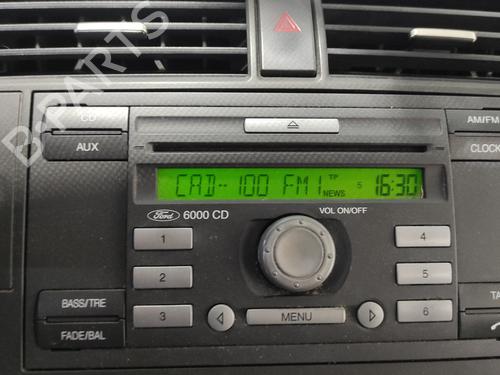 B-PARTS
CD
AUX
AM/FM
CLOCK
CAD--100 FM1 TP NEWS 5 16:30
Ford 6000 CD
VOL ON/OFF
1
4
2
5
3
6
MENU
BASS/TRE
FADE/BAL
TA